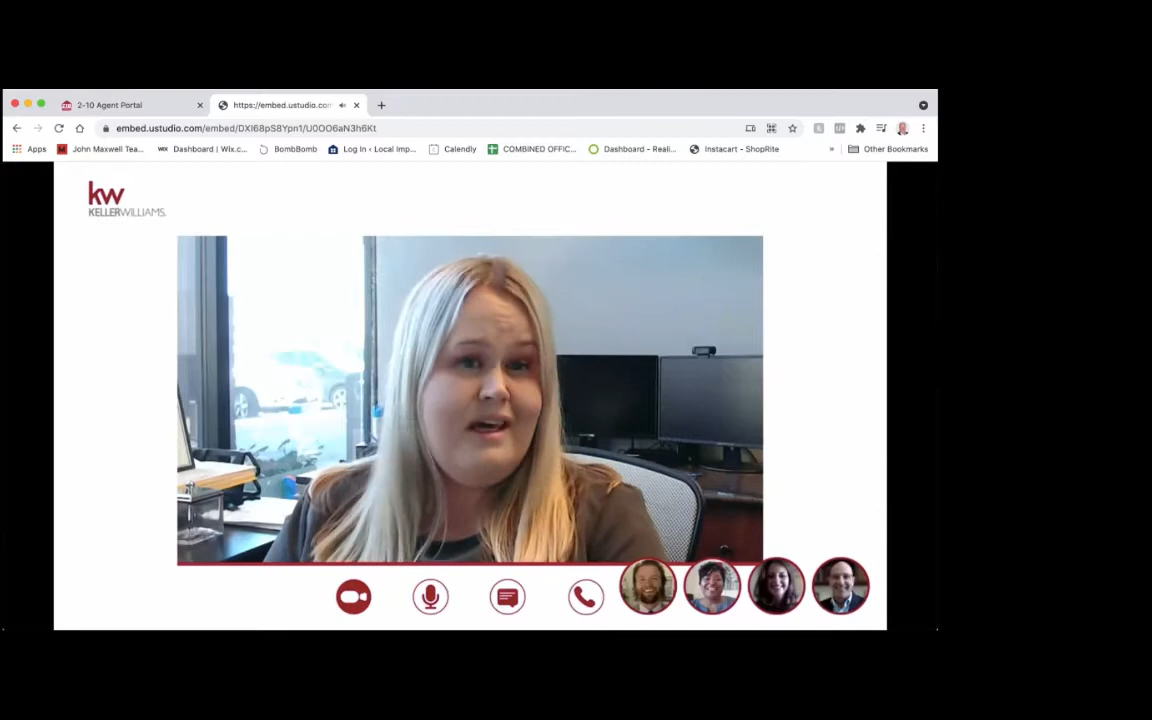 2-10 Agent Portal
https://embed.ustudio.com
embed.ustudio.com/embed/DXI68pS8Ypn1/U0OO6aN3h6Kt
Apps
John Maxwell Tea...
WIX Dashboard | Wix.c...
BombBomb
Log In ‹ Local Imp...
Calendly
COMBINED OFFIC...
Dashboard - Reali...
Instacart - ShopRite
»
Other Bookmarks
kw
KELLERWILLIAMS.